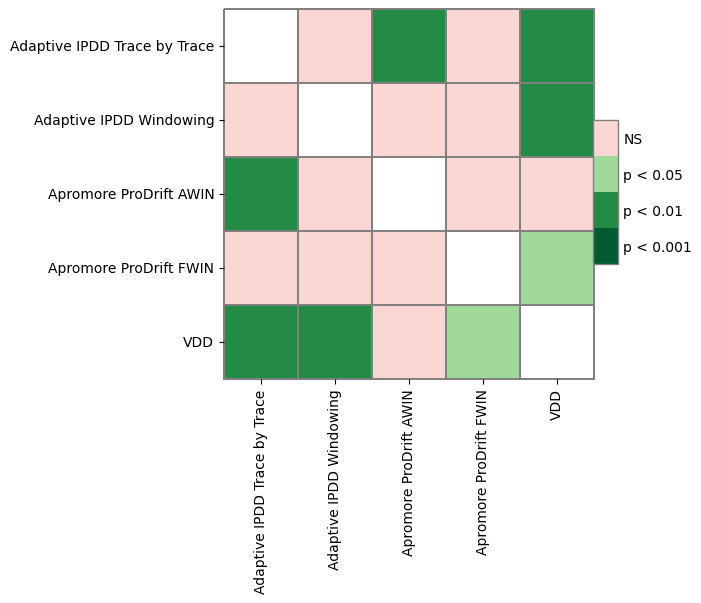 Adaptive IPDD Trace by Trace
Adaptive IPDD Windowing
Apromore ProDrift AWIN
Apromore ProDrift FWIN
VDD
NS
p < 0.05
p < 0.01
p < 0.001
Adaptive IPDD Trace by Trace
Adaptive IPDD Windowing
Apromore ProDrift AWIN
Apromore ProDrift FWIN
VDD